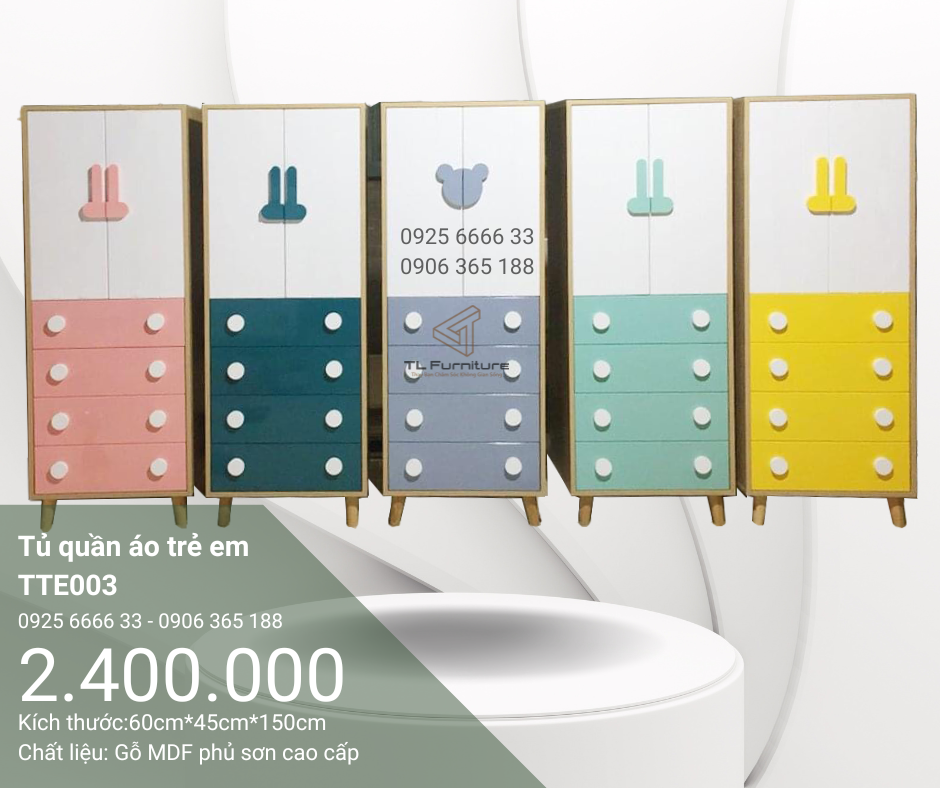 0925 6666 33
0906 365 188
TL Furniture
Tủ quần áo trẻ em
TTE003
0925 6666 33 - 0906 365 188
2.400.000
Kích thước:60cm*45cm*150cm
Chất liệu: Gỗ MDF phủ sơn cao cấp